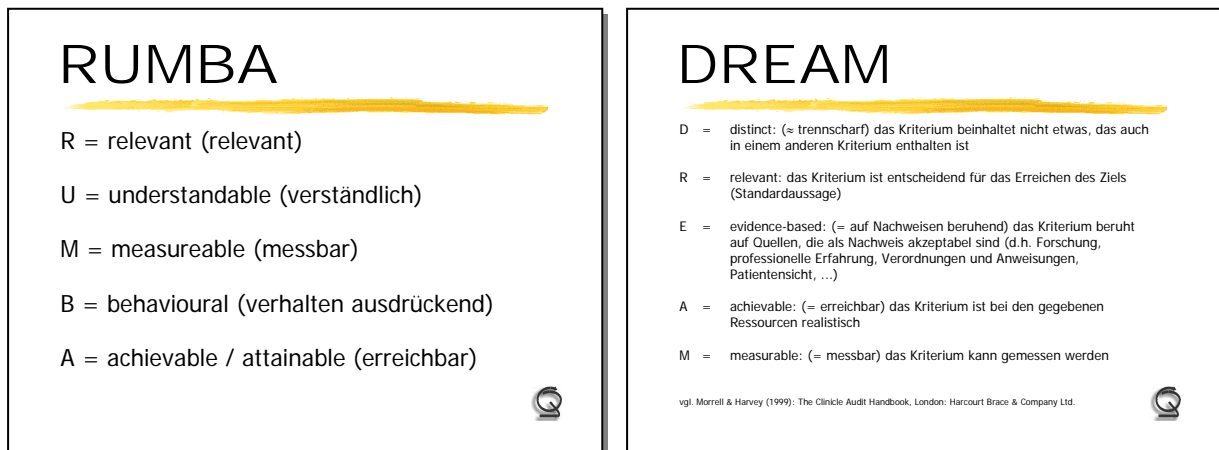 RUMBA
R = relevant (relevant)
U = understandable (verständlich)
M = measureable (messbar)
B = behavioural (verhalten ausdrückend)
A = achievable / attainable (erreichbar)
DREAM
D = distinct: (≈ trennscharf) das Kriterium beinhaltet nicht etwas, das auch
in einem anderen Kriterium enthalten ist
R = relevant: das Kriterium ist entscheidend für das Erreichen des Ziels
(Standardaussage)
E = evidence-based: (= auf Nachweisen beruhend) das Kriterium beruht
auf Quellen, die als Nachweis akzeptabel sind (d.h. Forschung,
professionelle Erfahrung, Verordnungen und Anweisungen,
Patientensicht, ...)
A = achievable: (= erreichbar) das Kriterium ist bei den gegebenen
Ressourcen realistisch
M = measurable: (= messbar) das Kriterium kann gemessen werden
vgl. Morrell & Harvey (1999): The Clinicle Audit Handbook, London: Harcourt Brace & Company Ltd.